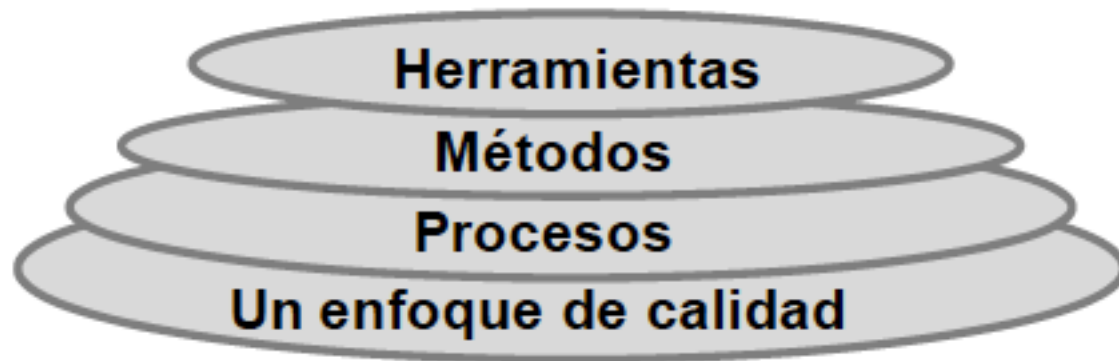 Herramientas
Métodos
Procesos
Un enfoque de calidad